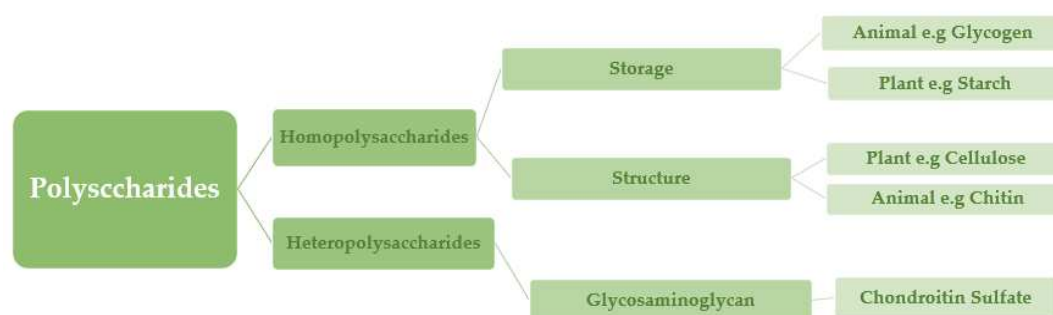 Polysccharides
Homopolysaccharides
Heteropolysaccharides
Storage
Structure
Glycosaminoglycan
Animal e.g Glycogen
Plant e.g Starch
Plant e.g Cellulose
Animal e.g Chitin
Chondroitin Sulfate